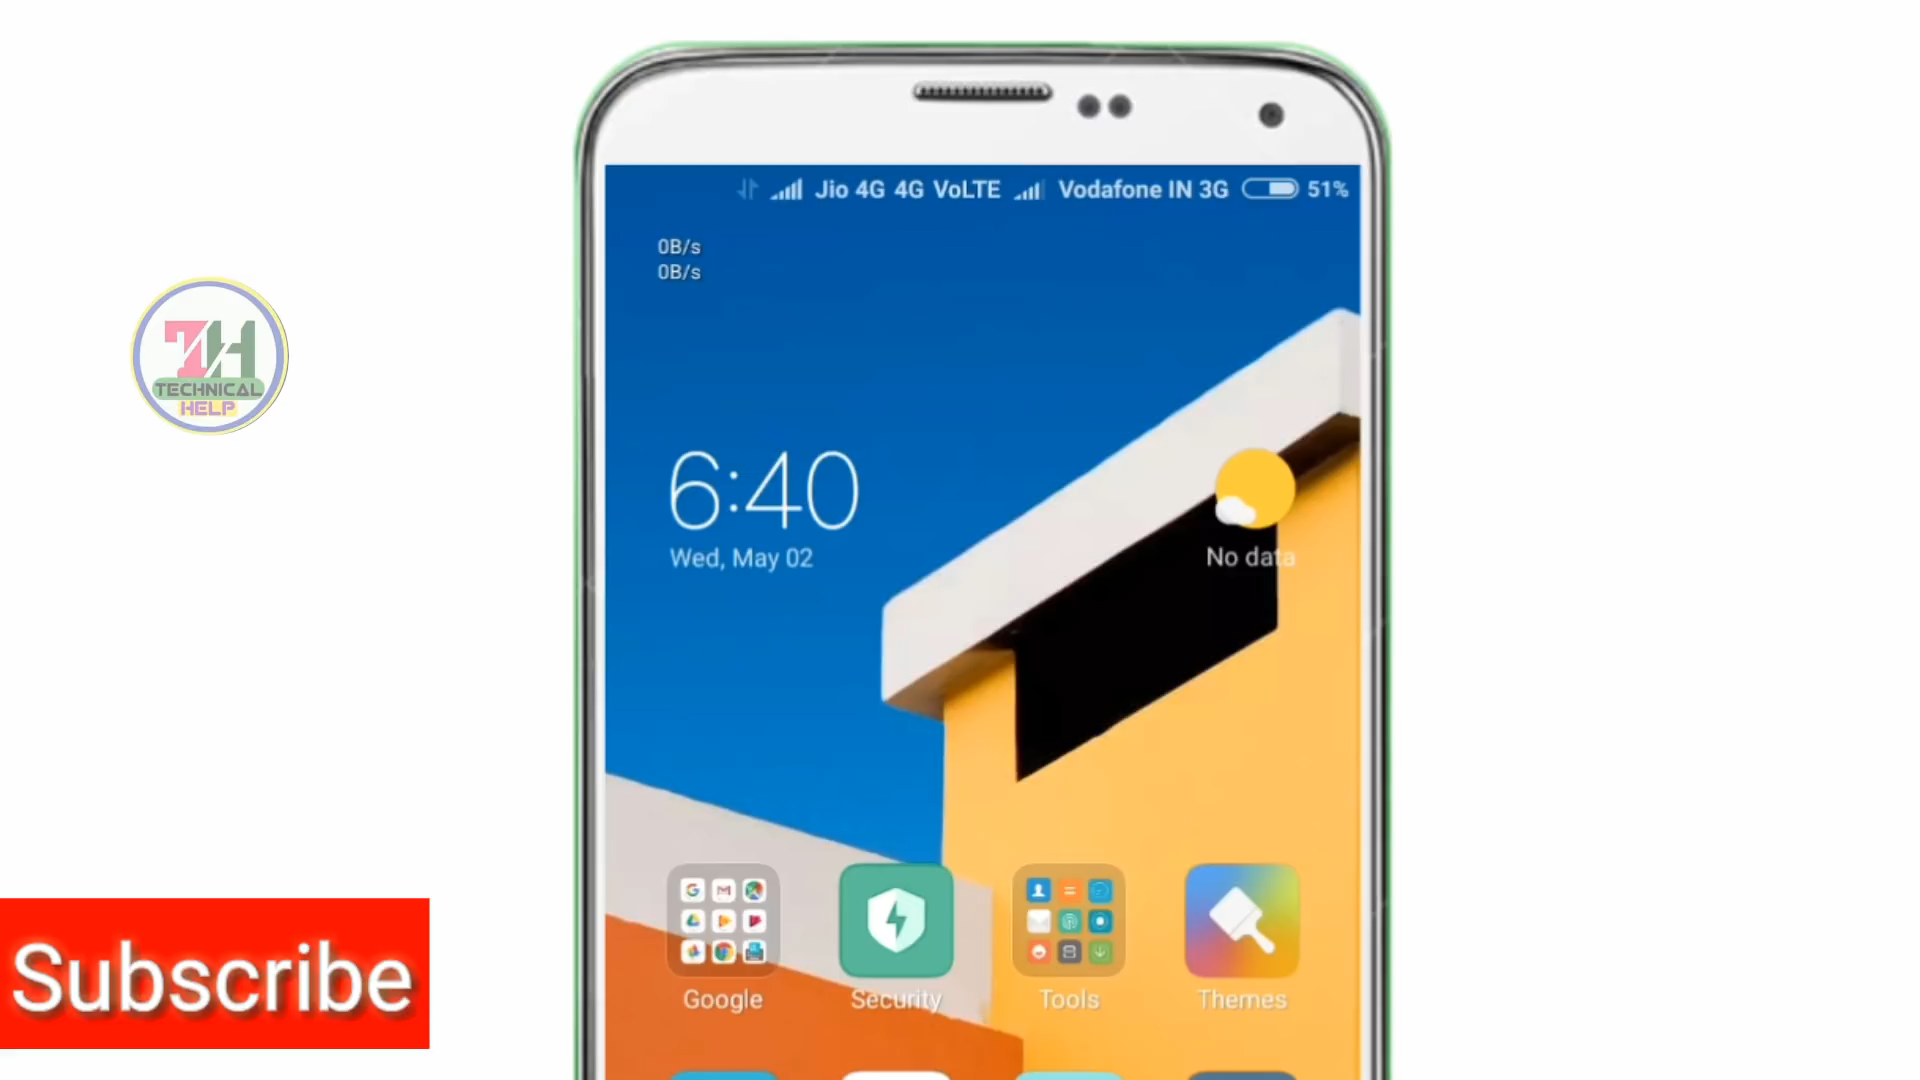 Jio 4G 4G VoLTE Vodafone IN 3G 51%
0B/s
0B/s
TH
TECHNICAL
HELP
6:40
Wed, May 02
No data
Google Security Tools Themes
Subscribe